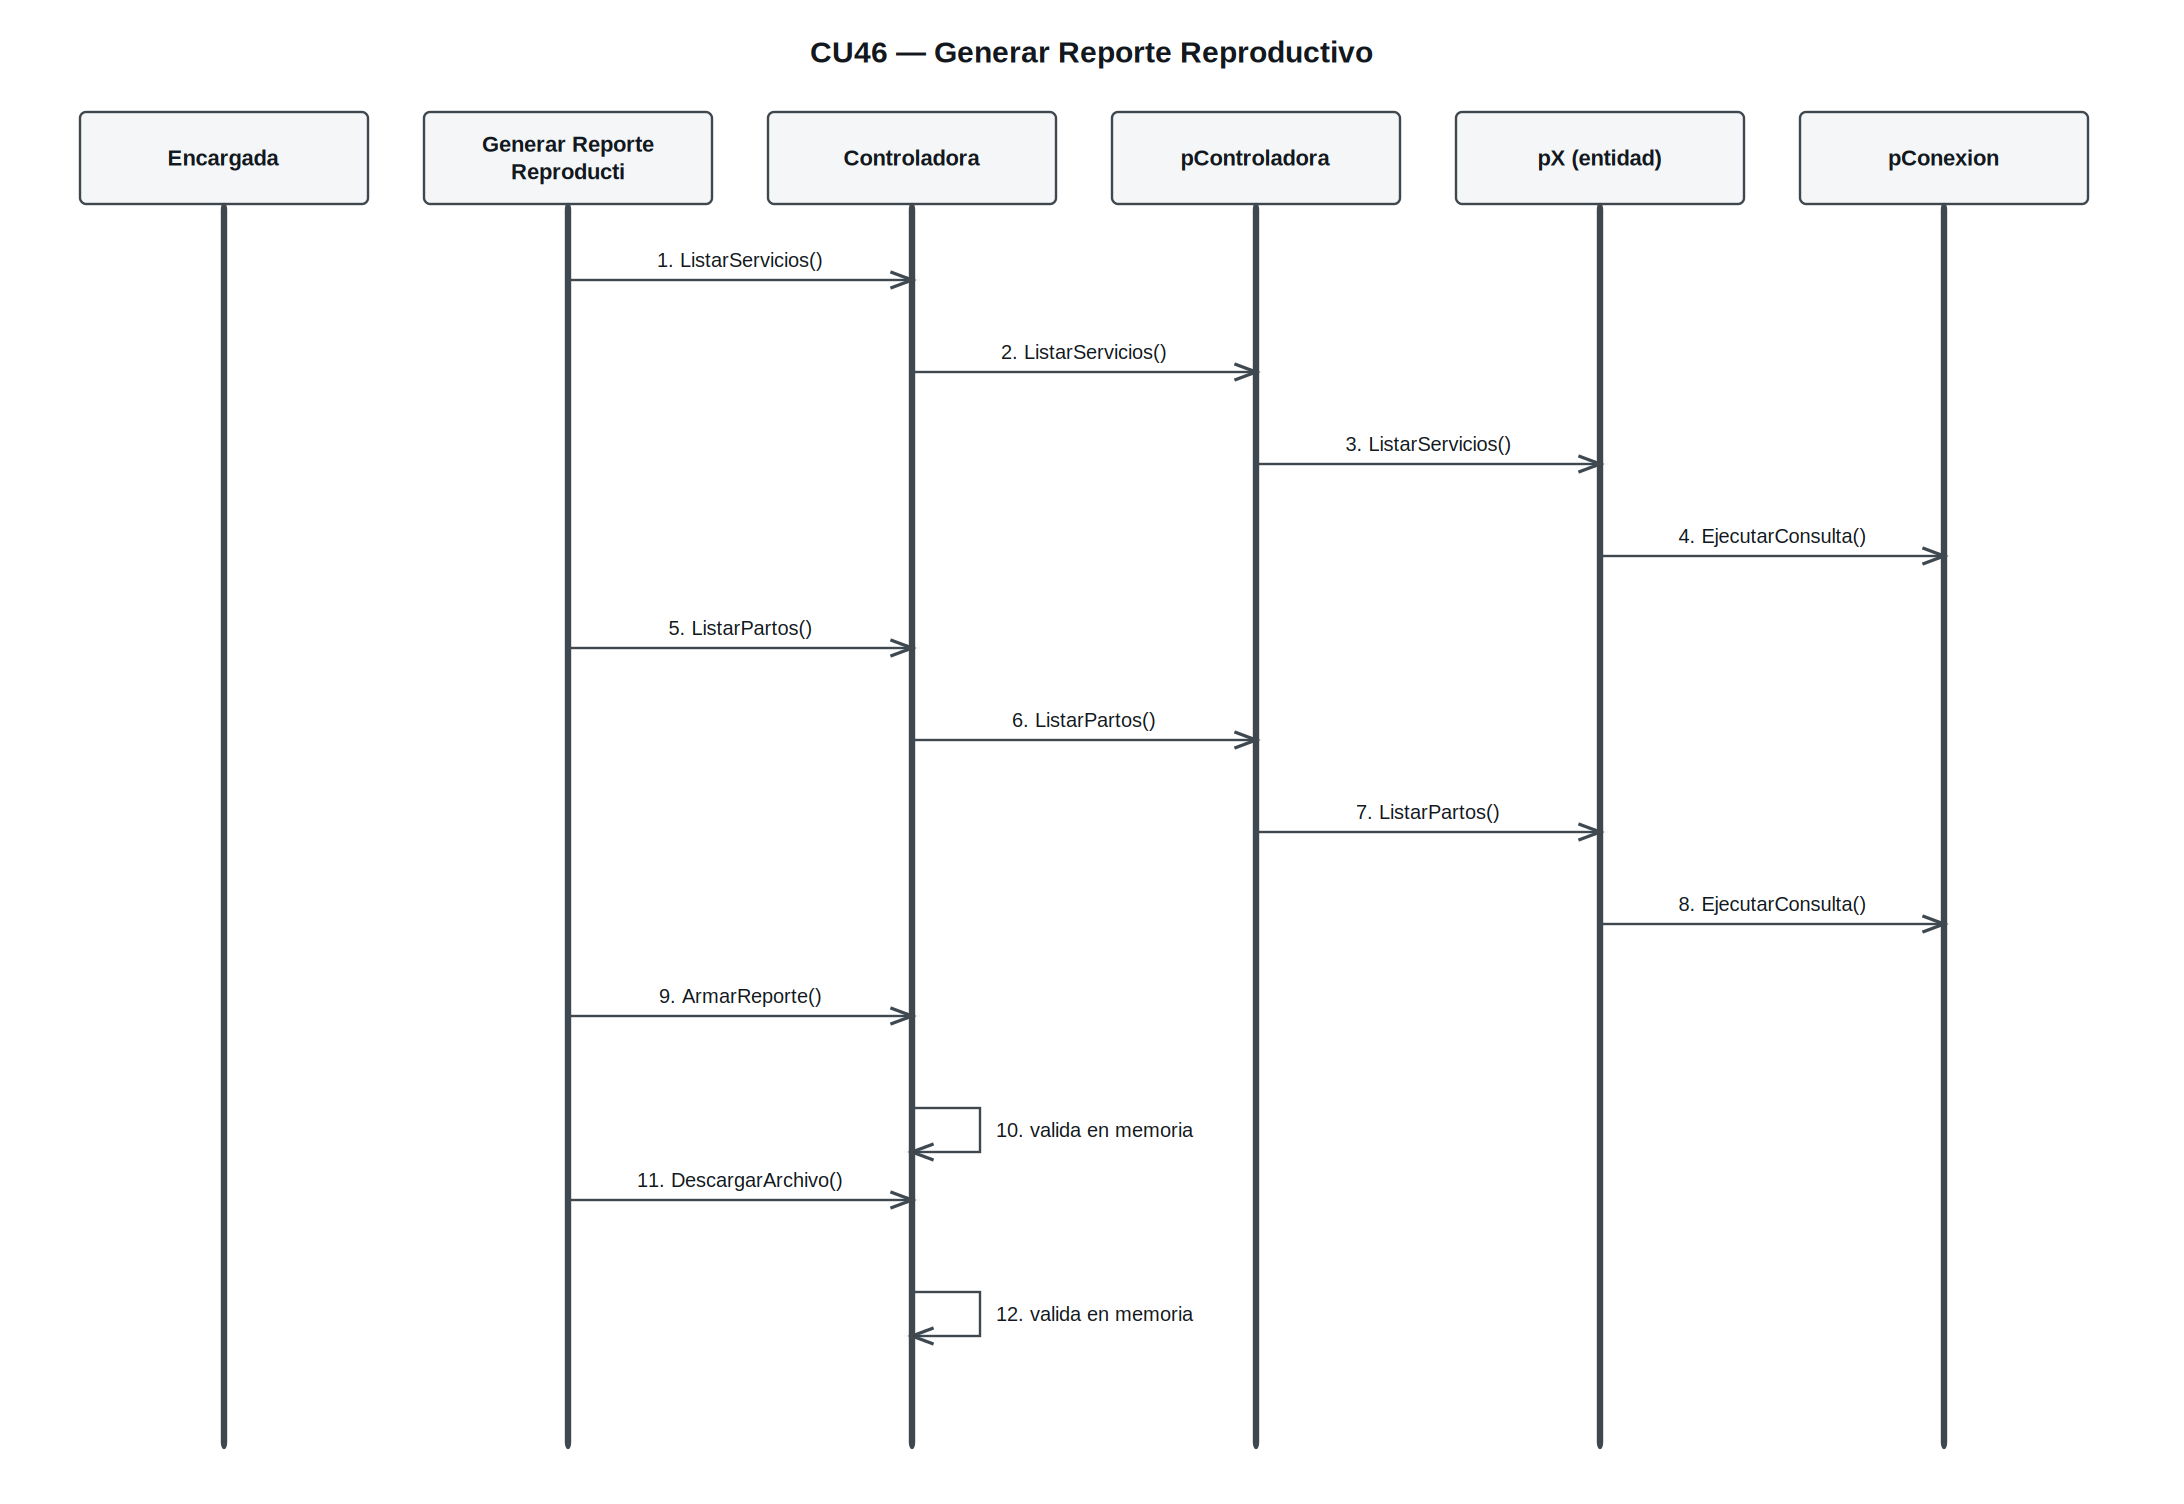 CU46 — Generar Reporte Reproductivo
Encargada
Generar Reporte
Reproducti
Controladora
pControladora
pX (entidad)
pConexion
1. ListarServicios()
2. ListarServicios()
3. ListarServicios()
4. EjecutarConsulta()
5. ListarPartos()
6. ListarPartos()
7. ListarPartos()
8. EjecutarConsulta()
9. ArmarReporte()
10. valida en memoria
11. DescargarArchivo()
12. valida en memoria